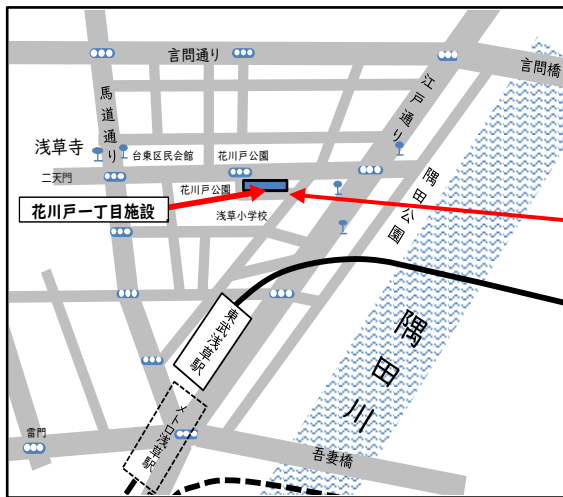 言問通り
言問橋
馬道通り
江戸通り
浅草寺
台東区民会館
花川戸公園
二天門
花川戸公園
隅田公園
花川戸一丁目施設
浅草小学校
東武浅草駅
隅田川
メトロ浅草駅
雷門
吾妻橋